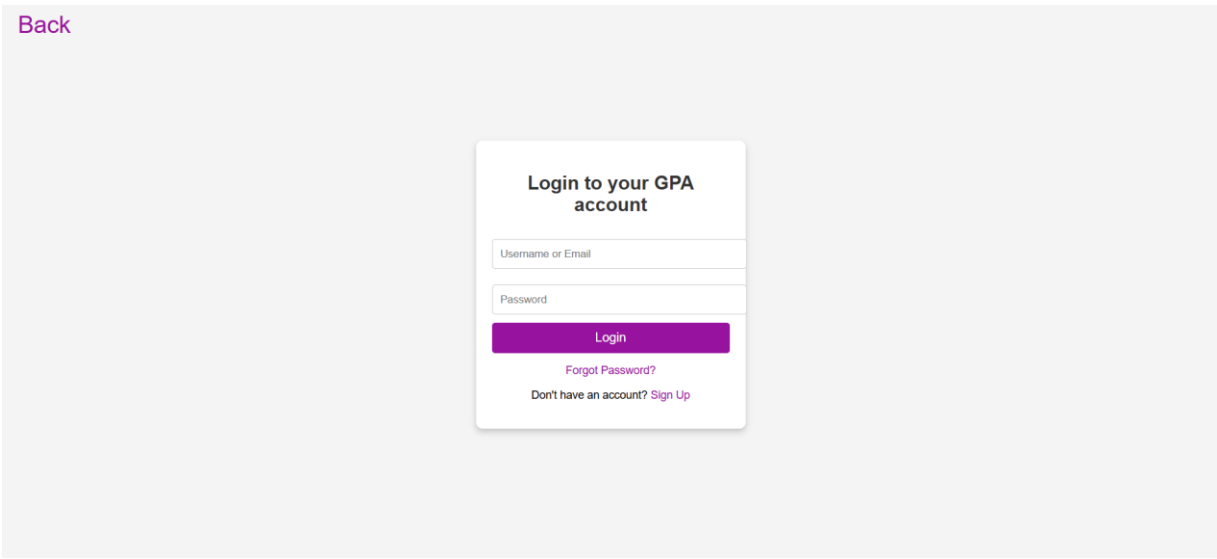 Back
Login to your GPA
account
Username or Email
Password
Login
Forgot Password?
Don't have an account? Sign Up